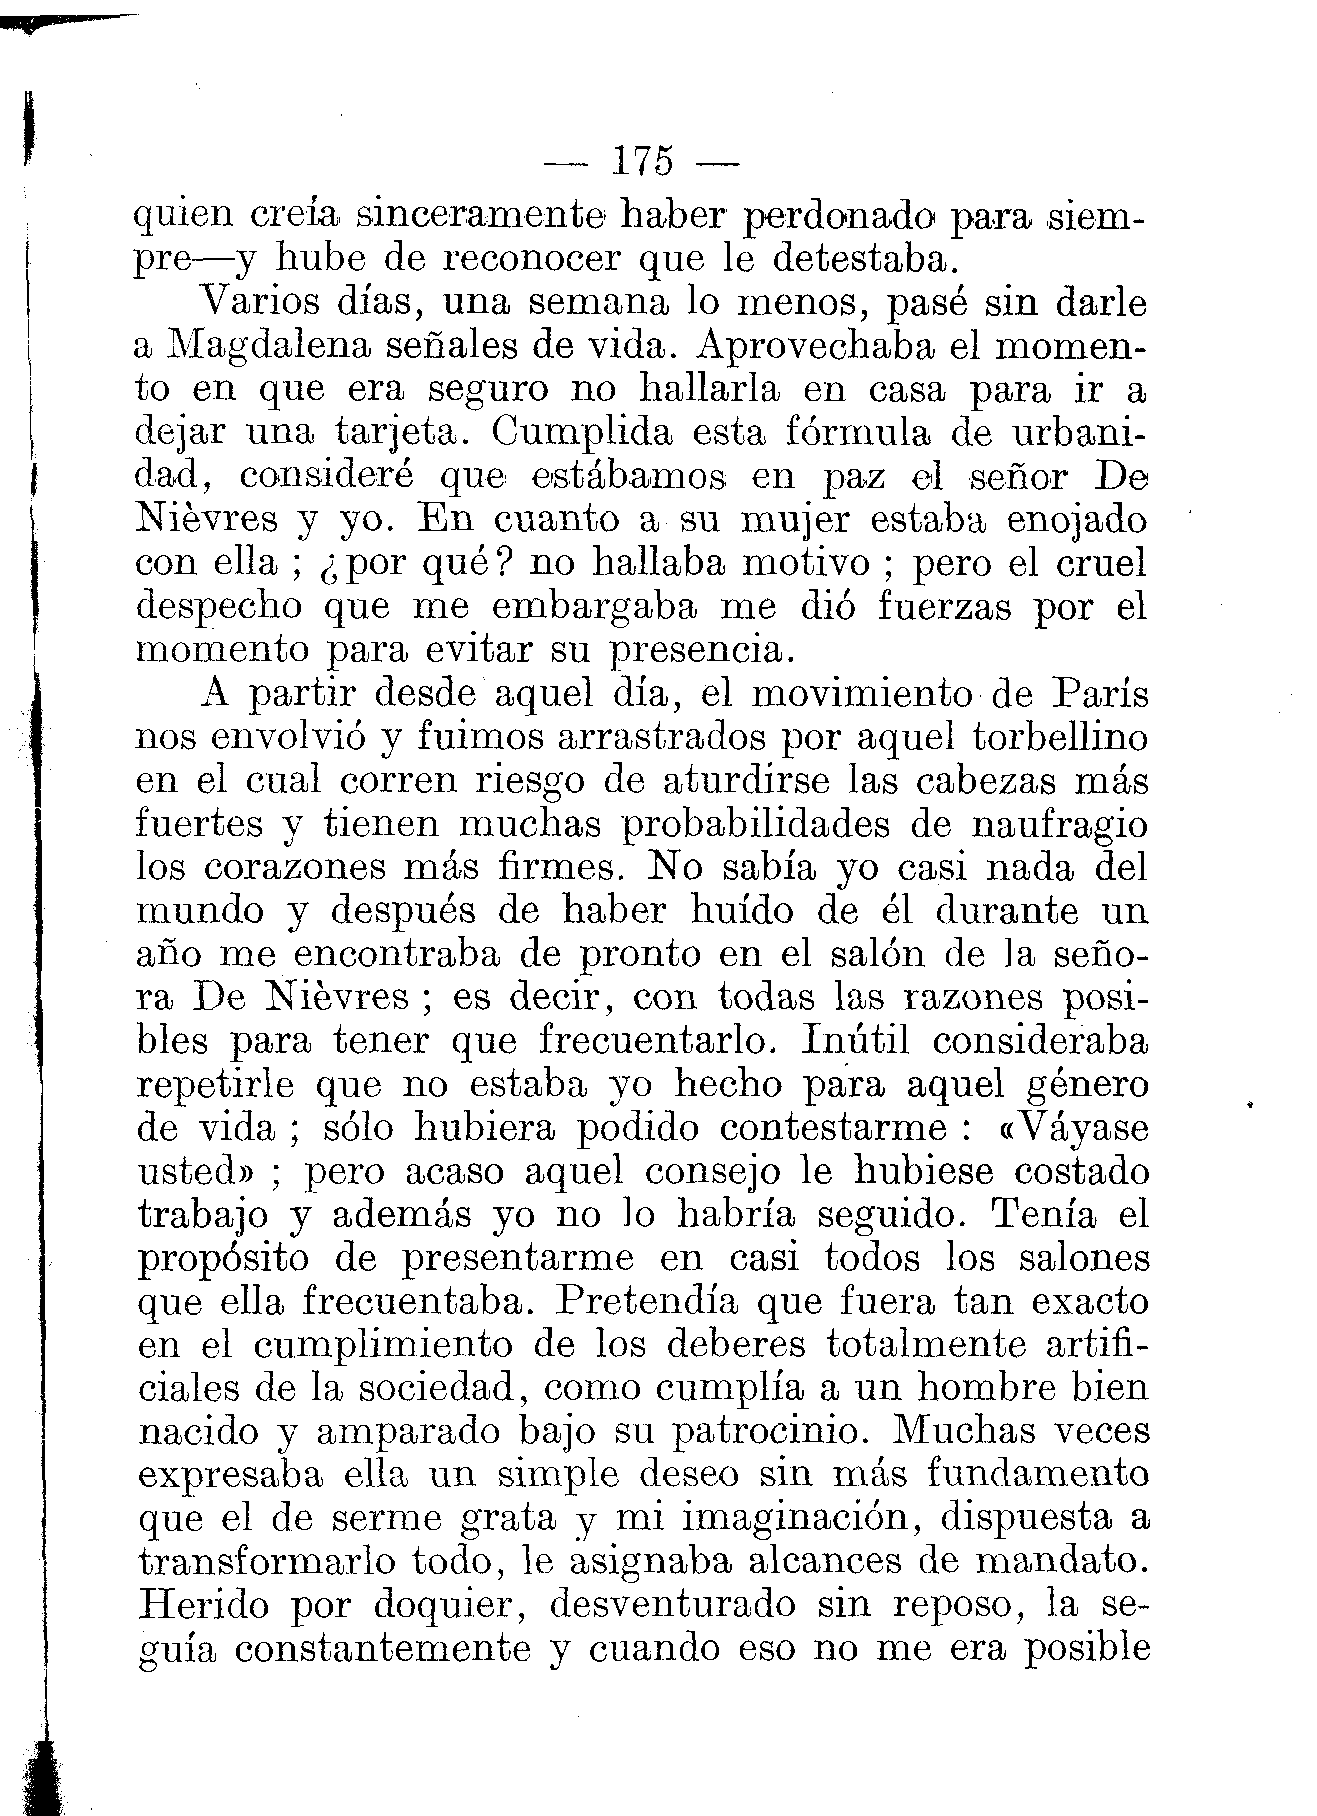 — 175 —
quien creía sinceramente haber perdonado para siem-
pre—y hube de reconocer que le detestaba.
Varios días, una semana lo menos, pasé sin darle
a Magdalena señales de vida. Aprovechaba el momen-
to en que era seguro no hallarla en casa para ir a
dejar una tarjeta. Cumplida esta fórmula de urbani-
dad, consideré que estábamos en paz el señor De
Nièvres y yo. En cuanto a su mujer estaba enojado
con ella ; ¿por qué? no hallaba motivo ; pero el cruel
despecho que me embargaba me dió fuerzas por el
momento para evitar su presencia.
A partir desde aquel día, el movimiento de París
nos envolvió y fuimos arrastrados por aquel torbellino
en el cual corren riesgo de aturdirse las cabezas más
fuertes y tienen muchas probabilidades de naufragio
los corazones más firmes. No sabía yo casi nada del
mundo y después de haber huído de él durante un
año me encontraba de pronto en el salón de la seño-
ra De Nièvres ; es decir, con todas las razones posi-
bles para tener que frecuentarlo. Inútil consideraba
repetirle que no estaba yo hecho para aquel género
de vida ; sólo hubiera podido contestarme : «Váyase
usted» ; pero acaso aquel consejo le hubiese costado
trabajo y además yo no lo habría seguido. Tenía el
propósito de presentarme en casi todos los salones
que ella frecuentaba. Pretendía que fuera tan exacto
en el cumplimiento de los deberes totalmente artifi-
ciales de la sociedad, como cumplía a un hombre bien
nacido y amparado bajo su patrocinio. Muchas veces
expresaba ella un simple deseo sin más fundamento
que el de serme grata y mi imaginación, dispuesta a
transformarlo todo, le asignaba alcances de mandato.
Herido por doquier, desventurado sin reposo, la se-
guía constantemente y cuando eso no me era posible